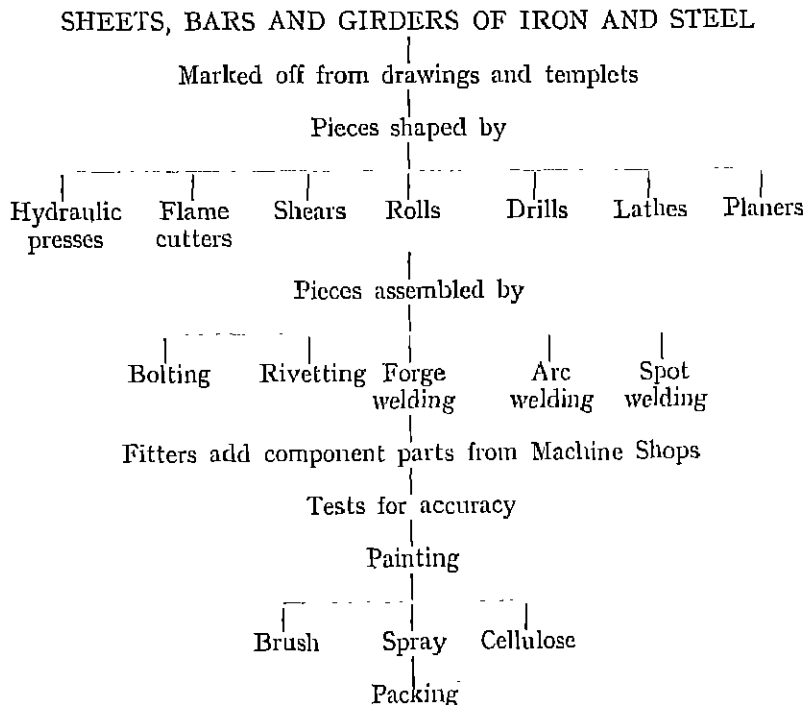 SHEETS, BARS AND GIRDERS OF IRON AND STEEL
Marked off from drawings and templets
Pieces shaped by
Hydraulic presses Flame cutters Shears Rolls Drills Lathes Planers
Pieces assembled by
Bolting Rivetting Forge welding Arc welding Spot welding
Fitters add component parts from Machine Shops
Tests for accuracy
Painting
Brush Spray Cellulose
Packing